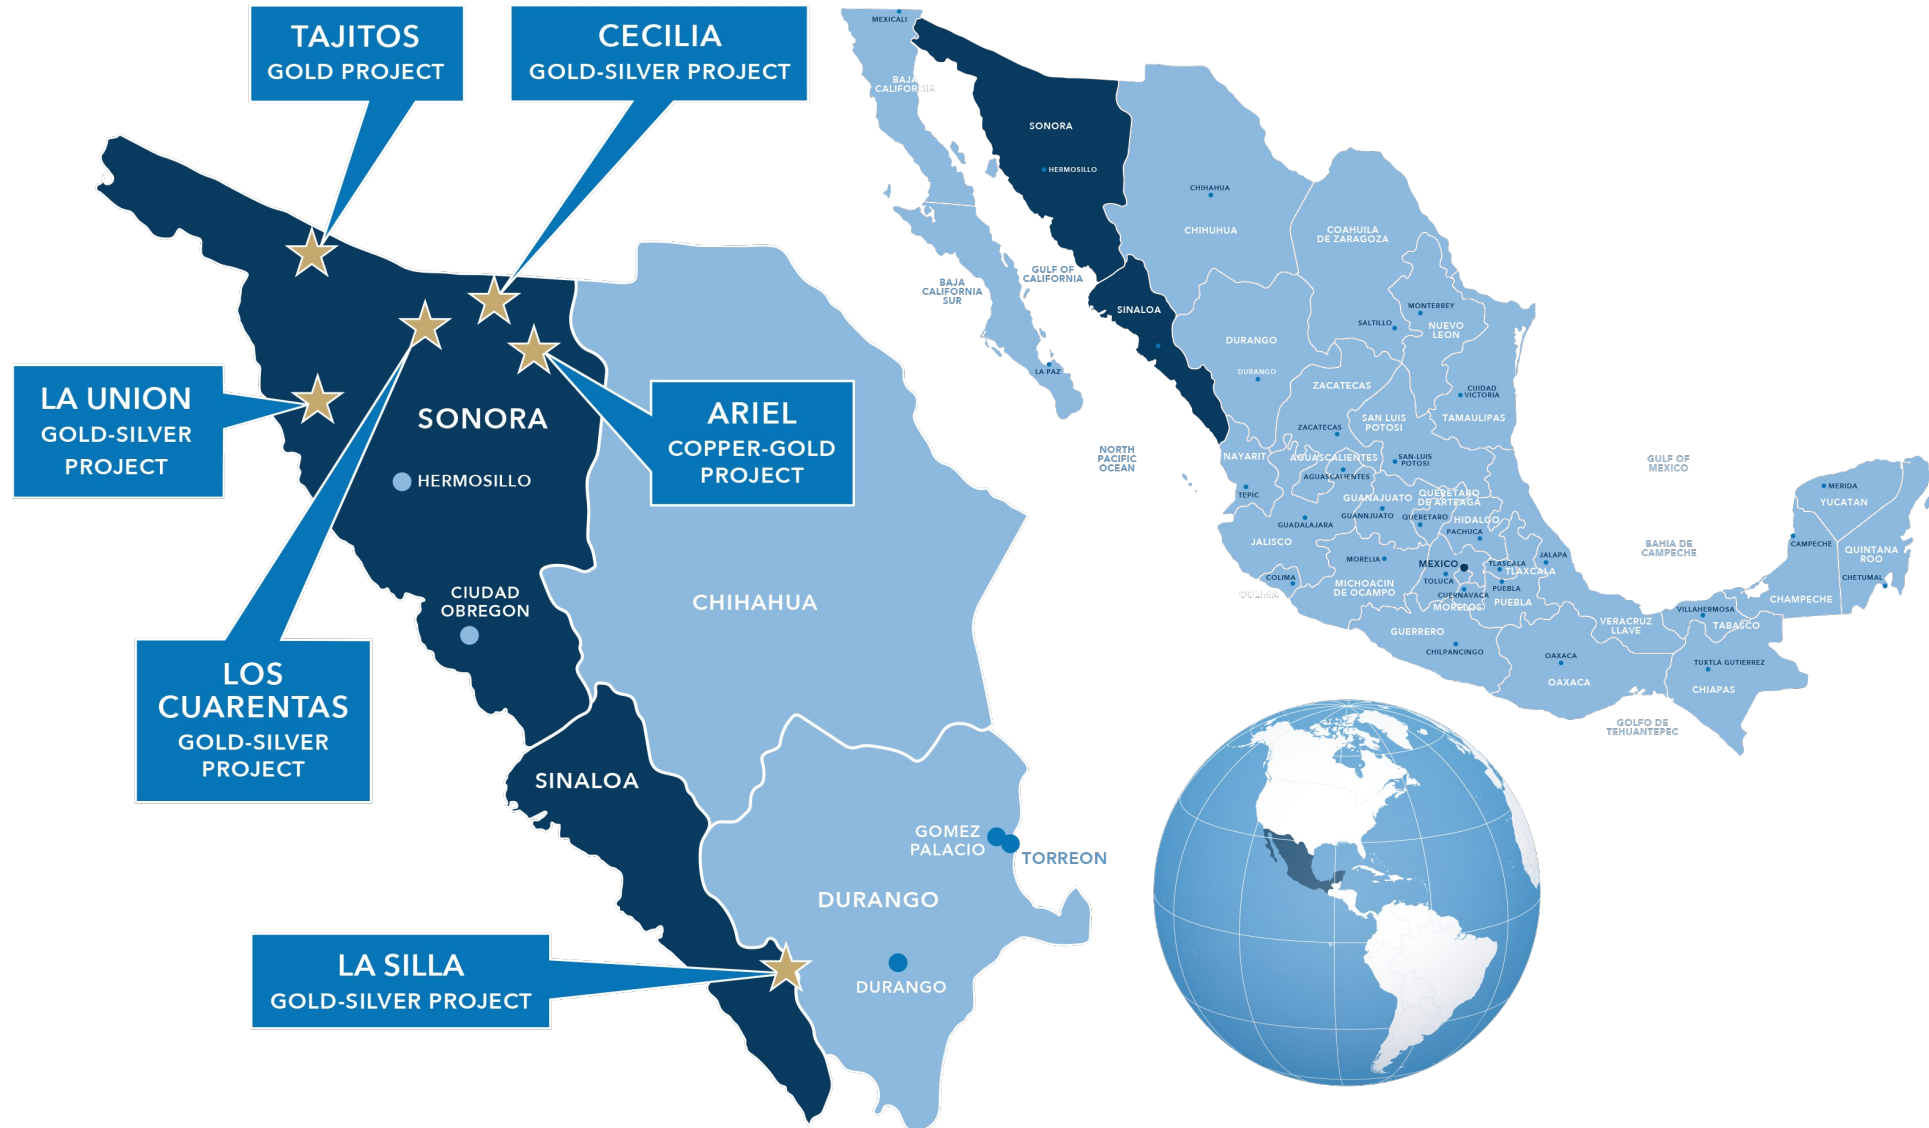 TAJITOS
GOLD PROJECT
CECILIA
GOLD-SILVER PROJECT
LA UNION
GOLD-SILVER
PROJECT
SONORA
HERMOSILLO
ARIEL
COPPER-GOLD
PROJECT
CIUDAD
OBREGON
CHIHAHUA
LOS
CUARENTAS
GOLD-SILVER
PROJECT
SINALOA
GOMEZ
PALACIO
TORREON
DURANGO
DURANGO
LA SILLA
GOLD-SILVER PROJECT
MEXICALI
BAJA
CALIFORNIA
SONORA
HERMOSILLO
CHIHAHUA
CHIHUHUA
COAHUILA
DE ZARAGOZA
GULF OF
CALIFORNIA
BAJA
CALIFORNIA
SUR
SINALOA
MONTERREY
SALTILLO
NUEVO
LEON
DURANGO
DURANGO
LA PAZ
ZACATECAS
CUIDAD
VICTORIA
SAN LUIS
POTOSI
TAMAULIPAS
ZACATECAS
NORTH
PACIFIC
OCEAN
NAYARIT
AGUASCALIENTES
SAN-LUIS
POTOSI
AGUASCALIENTES
TEPIC
GUANAJUATO
QUERETARO
DE ARTEAGA
GUADALAJARA
GUANNJUATO
QUERETARO
HIDALGO
PACHUCA
JALISCO
MORELIA
MEXICO
TLASCALA
TLAXCALA
JALAPA
COLIMA
COLIMA
MICHOACIN
DE OCAMPO
TOLUCA
CUERNAVACA
PUEBLA
MORELOS
PUEBLA
GUERRERO
CHILPANCINGO
OAXACA
OAXACA
VERACRUZ
LLAVE
VILLAHERMOSA
TABASCO
TUXTLA GUTIERREZ
CHIAPAS
GOLFO DE
TEHUANTEPEC
GULF OF
MEXICO
BAHIA DE
CAMPECHE
MERIDA
YUCATAN
CAMPECHE
QUINTANA
ROO
CHETUMAL
CHAMPECHE